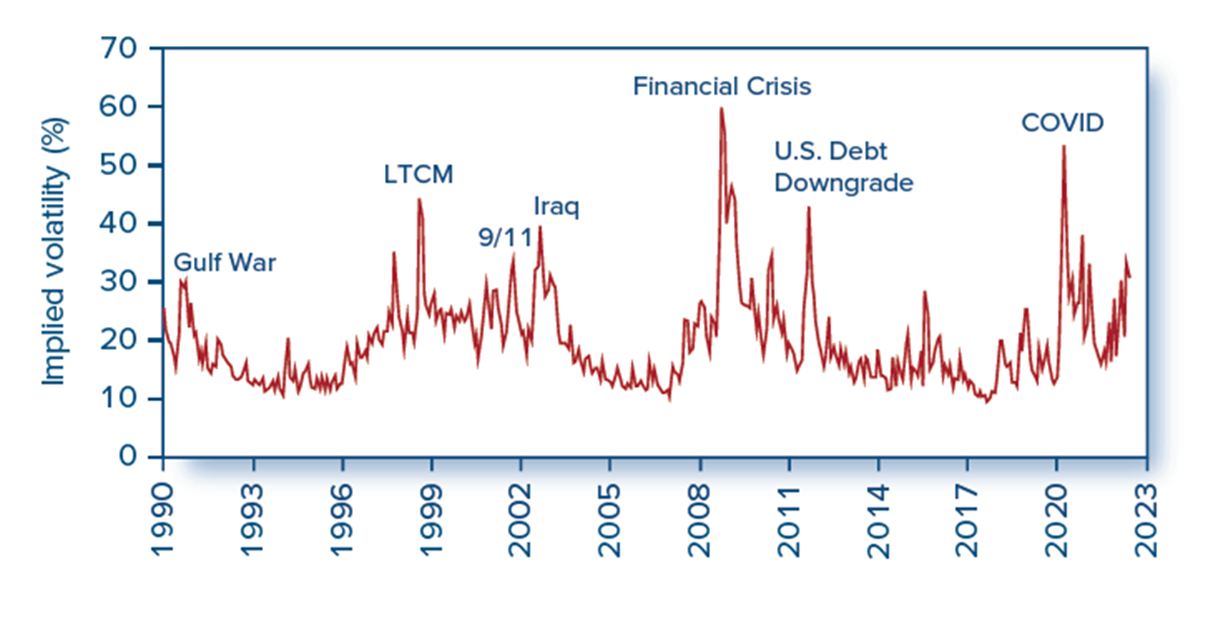 70
60
50
40
30
20
10
0
Implied volatility (%)
Gulf War
LTCM
9/11
Iraq
Financial Crisis
U.S. Debt
Downgrade
COVID
1990
1993
1996
1999
2002
2005
2008
2011
2014
2017
2020
2023